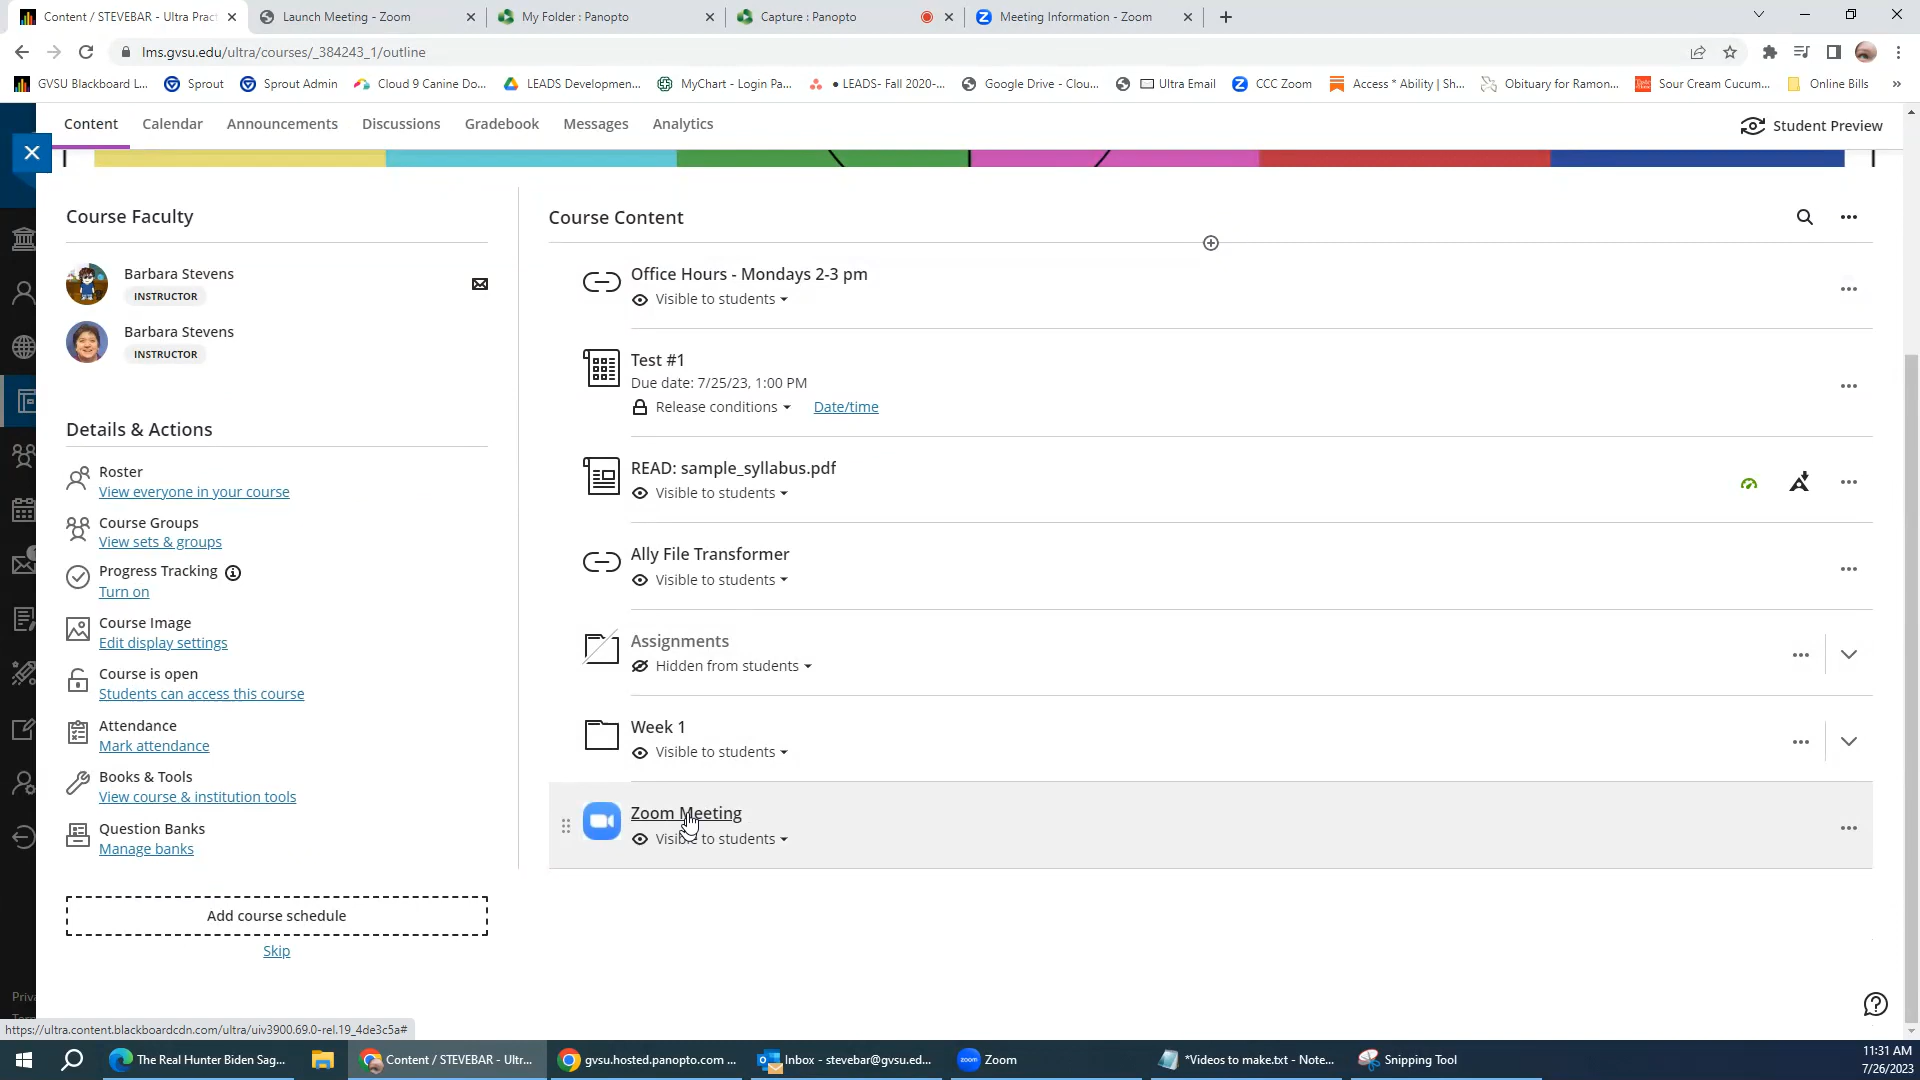 Content / STEVEBAR - Ultra Pract
Launch Meeting - Zoom
My Folder : Panopto
Capture : Panopto
Meeting Information - Zoom
lms.gvsu.edu/ultra/courses/_384243_1/outline
GVSU Blackboard L...
Sprout
Sprout Admin
Cloud 9 Canine Do...
LEADS Developmen...
MyChart - Login Pa...
● LEADS- Fall 2020-...
Google Drive - Clou...
Ultra Email
CCC Zoom
Access * Ability | Sh...
Obituary for Ramon...
Sour Cream Cucum...
Online Bills
»
Content
Calendar
Announcements
Discussions
Gradebook
Messages
Analytics
Student Preview
Course Faculty
Barbara Stevens
INSTRUCTOR
Barbara Stevens
INSTRUCTOR
Details & Actions
Roster
View everyone in your course
Course Groups
View sets & groups
Progress Tracking
Turn on
Course Image
Edit display settings
Course is open
Students can access this course
Attendance
Mark attendance
Books & Tools
View course & institution tools
Question Banks
Manage banks
Add course schedule
Skip
Course Content
Office Hours - Mondays 2-3 pm
Visible to students
Test #1
Due date: 7/25/23, 1:00 PM
Release conditions
Date/time
READ: sample_syllabus.pdf
Visible to students
Ally File Transformer
Visible to students
Assignments
Hidden from students
Week 1
Visible to students
Zoom Meeting
Visible to students
https://ultra.content.blackboardcdn.com/ultra/uiv3900.69.0-rel.19_4de3c5a#
The Real Hunter Biden Sag...
Content / STEVEBAR - Ultr...
gvsu.hosted.panopto.com ...
Inbox - stevebar@gvsu.ed...
zoom
Zoom
*Videos to make.txt - Note...
Snipping Tool
11:31 AM
7/26/2023